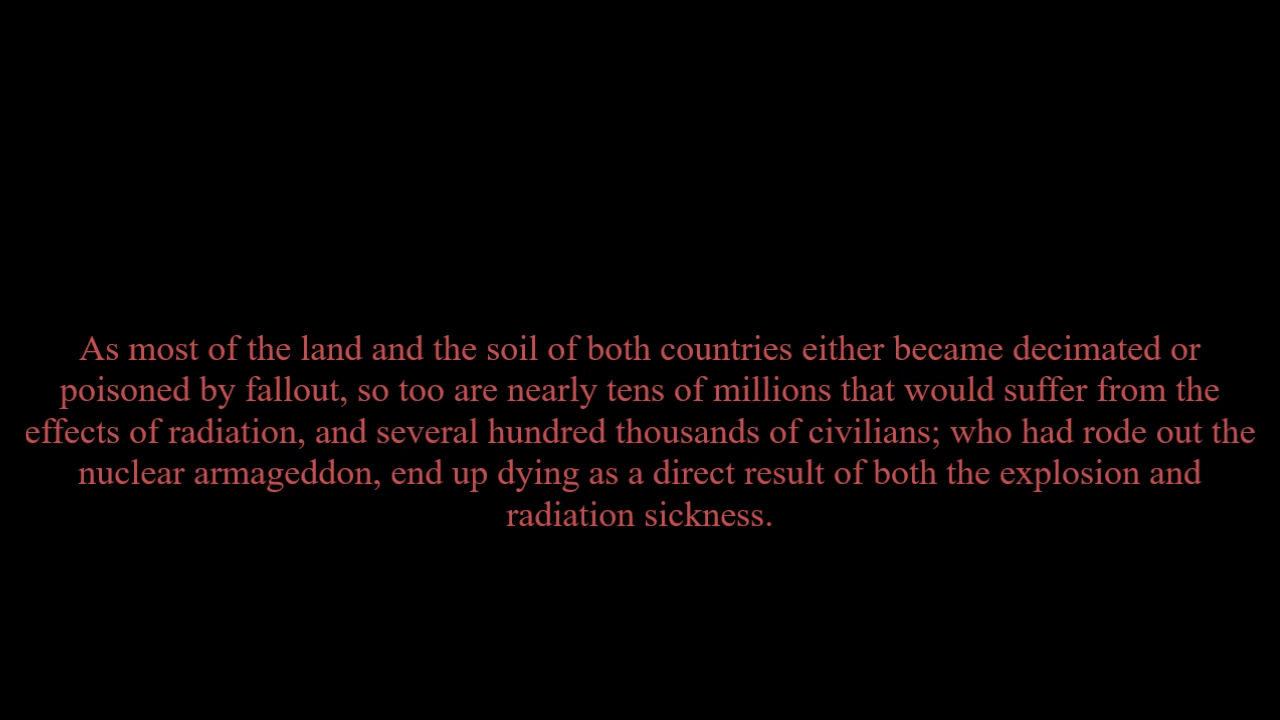 As most of the land and the soil of both countries either became decimated or
poisoned by fallout, so too are nearly tens of millions that would suffer from the
effects of radiation, and several hundred thousands of civilians; who had rode out the
nuclear armageddon, end up dying as a direct result of both the explosion and
radiation sickness.